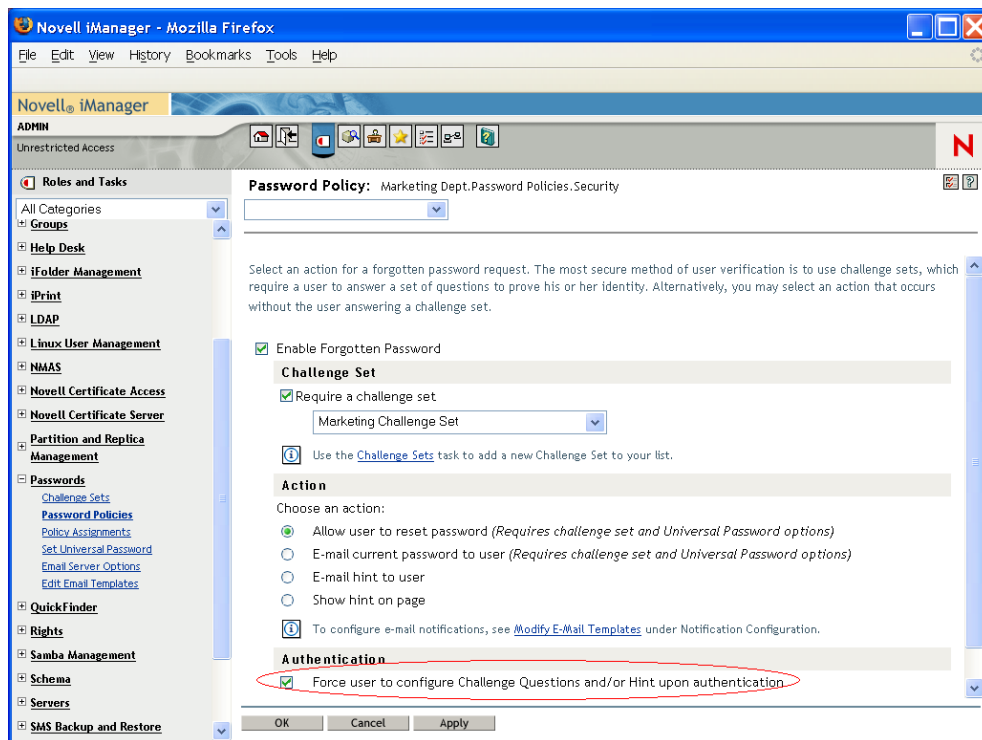 Novell iManager - Mozilla Firefox
File Edit View History Bookmarks Tools Help
Novell® iManager
ADMIN
Unrestricted Access
N
Roles and Tasks
All Categories
Groups
Help Desk
iFolder Management
iPrint
LDAP
Linux User Management
NMAS
Novell Certificate Access
Novell Certificate Server
Partition and Replica
Management
Passwords
Challenge Sets
Password Policies
Policy Assignments
Set Universal Password
Email Server Options
Edit Email Templates
QuickFinder
Rights
Samba Management
Schema
Servers
SMS Backup and Restore
Password Policy: Marketing Dept.Password Policies.Security
Select an action for a forgotten password request. The most secure method of user verification is to use challenge sets, which
require a user to answer a set of questions to prove his or her identity. Alternatively, you may select an action that occurs
without the user answering a challenge set.
Enable Forgotten Password
Challenge Set
Require a challenge set
Marketing Challenge Set
Use the Challenge Sets task to add a new Challenge Set to your list.
Action
Choose an action:
Allow user to reset password (Requires challenge set and Universal Password options)
E-mail current password to user (Requires challenge set and Universal Password options)
E-mail hint to user
Show hint on page
To configure e-mail notifications, see Modify E-Mail Templates under Notification Configuration.
Authentication
Force user to configure Challenge Questions and/or Hint upon authentication
OK Cancel Apply